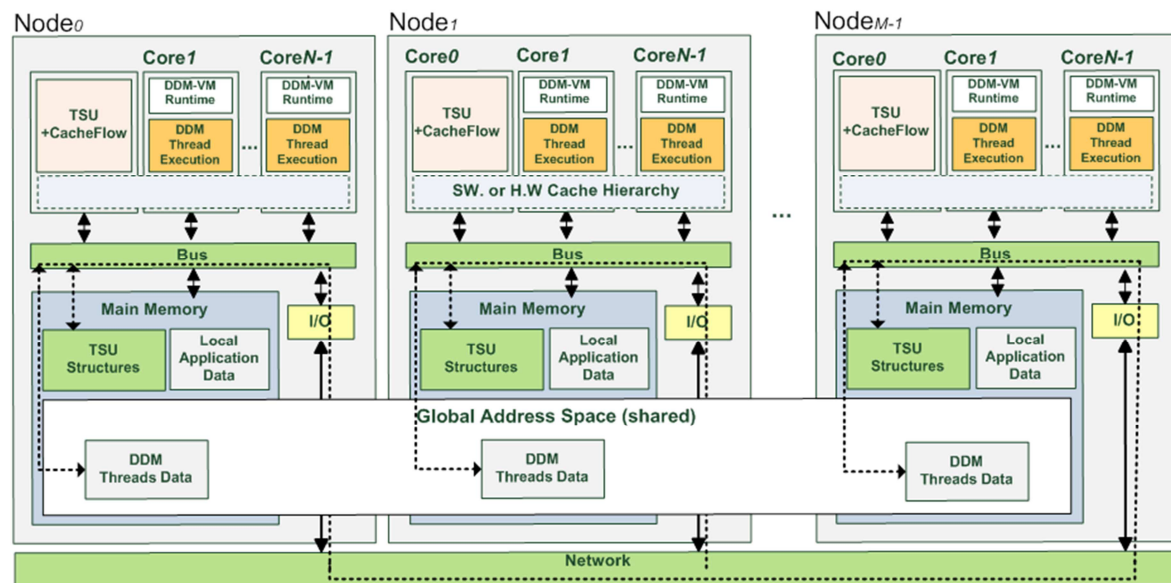 Node0
Node1
NodeM-1
Core1
CoreN-1
Core0
Core1
CoreN-1
Core0
Core1
CoreN-1
TSU
+CacheFlow
DDM-VM
Runtime
DDM
Thread
Execution
...
DDM-VM
Runtime
DDM
Thread
Execution
TSU
+CacheFlow
DDM-VM
Runtime
DDM
Thread
Execution
...
DDM-VM
Runtime
DDM
Thread
Execution
TSU
+CacheFlow
DDM-VM
Runtime
DDM
Thread
Execution
...
DDM-VM
Runtime
DDM
Thread
Execution
SW. or H.W Cache Hierarchy
...
Bus
Bus
Bus
Main Memory
I/O
Main Memory
I/O
Main Memory
I/O
TSU
Structures
Local
Application
Data
TSU
Structures
Local
Application
Data
TSU
Structures
Local
Application
Data
Global Address Space (shared)
DDM
Threads Data
DDM
Threads Data
DDM
Threads Data
Network